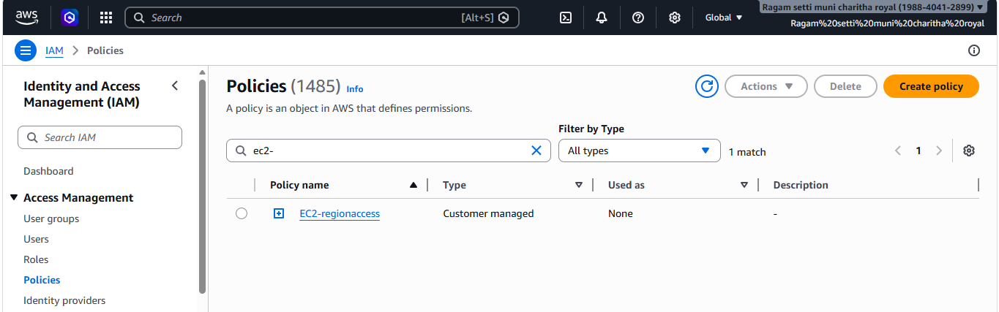 aws
Search
[Alt+S]
Global
Ragam setti muni charitha royal (1988-4041-2899)
Ragam%20setti%20muni%20charitha%20royal
IAM
Policies
Identity and Access
Management (IAM)
Search IAM
Dashboard
Access Management
User groups
Users
Roles
Policies
Identity providers
Policies (1485) Info
Actions
Delete
Create policy
A policy is an object in AWS that defines permissions.
Filter by Type
ec2-
All types
1 match
1
Policy name
Type
Used as
Description
EC2-regionaccess
Customer managed
None
-